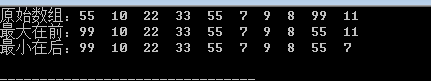 原始数组：55  10  22  33  55  7  9  8  99  11
最大在前：99  10  22  33  55  7  9  8  55  11
最小在后：99  10  22  33  55  11  9  8  55  7
--------------------------------